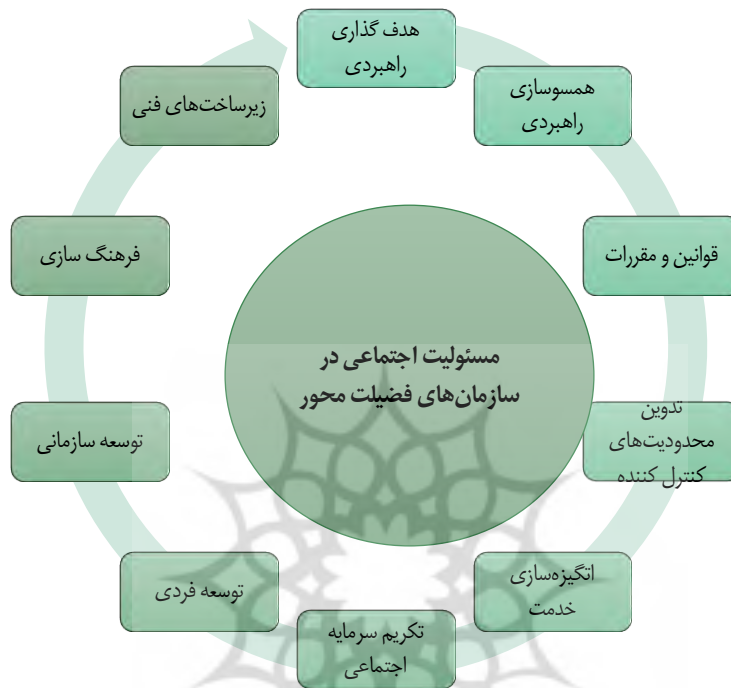 هدف گذاری
راهبردی
همسوسازی
راهبردی
قوانین و مقررات
تدوین
محدودیت‌های
کنترل کننده
انگیزه‌سازی
خدمت
تکریم سرمایه
اجتماعی
توسعه فردی
توسعه سازمانی
فرهنگ سازی
زیرساخت‌های فنی
مسئولیت اجتماعی در
سازمان‌های فضیلت محور